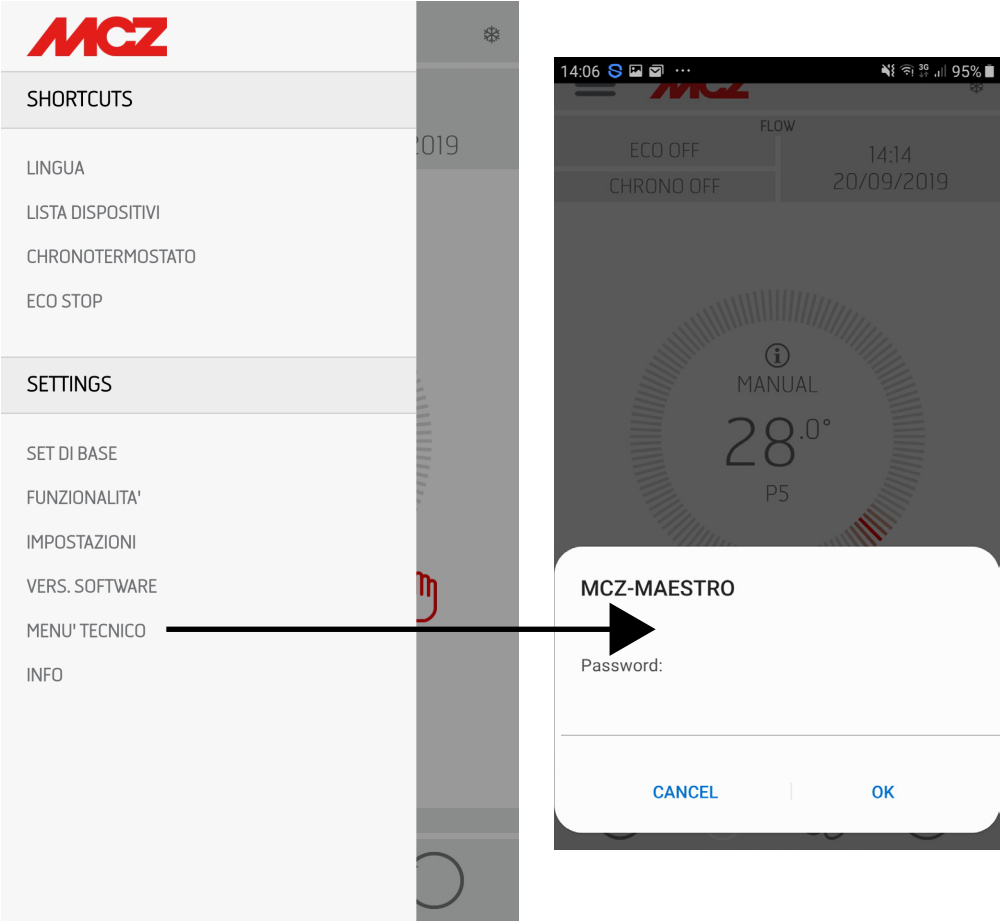 MCZ
SHORTCUTS
LINGUA
LISTA DISPOSITIVI
CHRONOTERMOSTATO
ECO STOP
SETTINGS
SET DI BASE
FUNZIONALITA'
IMPOSTAZIONI
VERS. SOFTWARE
MENU' TECNICO
INFO
2019
14:06 S ... 3G 95%
MCZ
FLOW
ECO OFF
CHRONO OFF
14:14
20/09/2019
MANUAL
28.0°
P5
MCZ-MAESTRO
Password:
CANCEL
OK